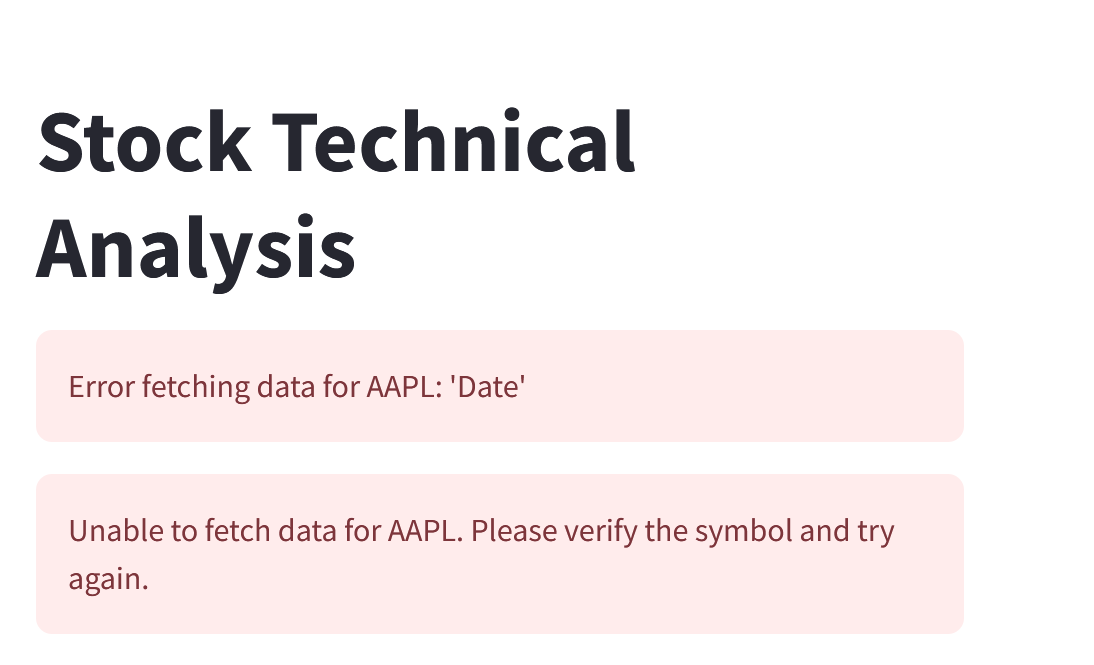 Stock Technical
Analysis
Error fetching data for AAPL: 'Date'
Unable to fetch data for AAPL. Please verify the symbol and try
again.